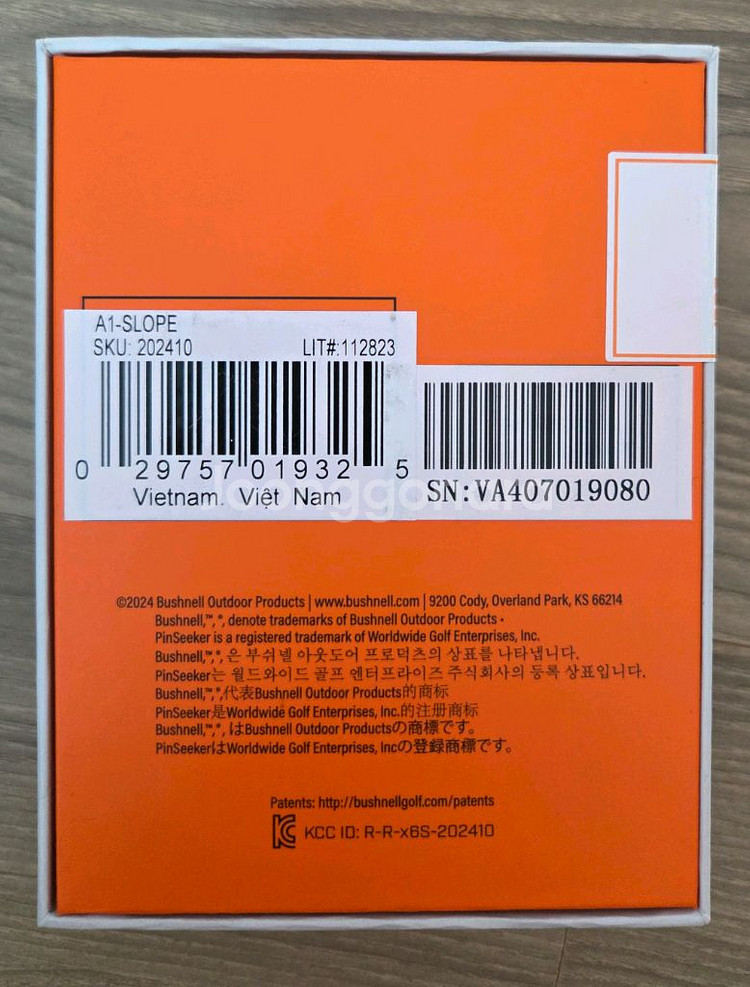 A1-SLOPE
SKU: 202410 LIT#:112823
0 29757 01932 5
Vietnam. Việt Nam
SN:VA407019080
Joonggonara
©2024 Bushnell Outdoor Products | www.bushnell.com | 9200 Cody, Overland Park, KS 66214
Bushnell,™,®, denote trademarks of Bushnell Outdoor Products •
PinSeeker is a registered trademark of Worldwide Golf Enterprises, Inc.
Bushnell,™,®, 은 부쉬넬 아웃도어 프로덕츠의 상표를 나타냅니다.
PinSeeker는 월드와이드 골프 엔터프라이즈 주식회사의 등록 상표입니다.
Bushnell,™,®,代表Bushnell Outdoor Products的商标
PinSeeker是Worldwide Golf Enterprises, Inc.的注册商标
Bushnell,™,®, はBushnell Outdoor Productsの商標です。
PinSeekerはWorldwide Golf Enterprises, Incの登録商標です。
Patents: http://bushnellgolf.com/patents
KCC ID: R-R-x6S-202410